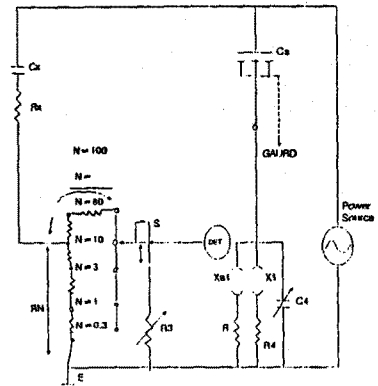 Cx
Cs
Rx
N=100
N=
N=80
N=10
N=3
N=1
N=0.3
RN
E
S
R3
DET
GAURD
Xs1
X1
R
R4
C4
Power
Source